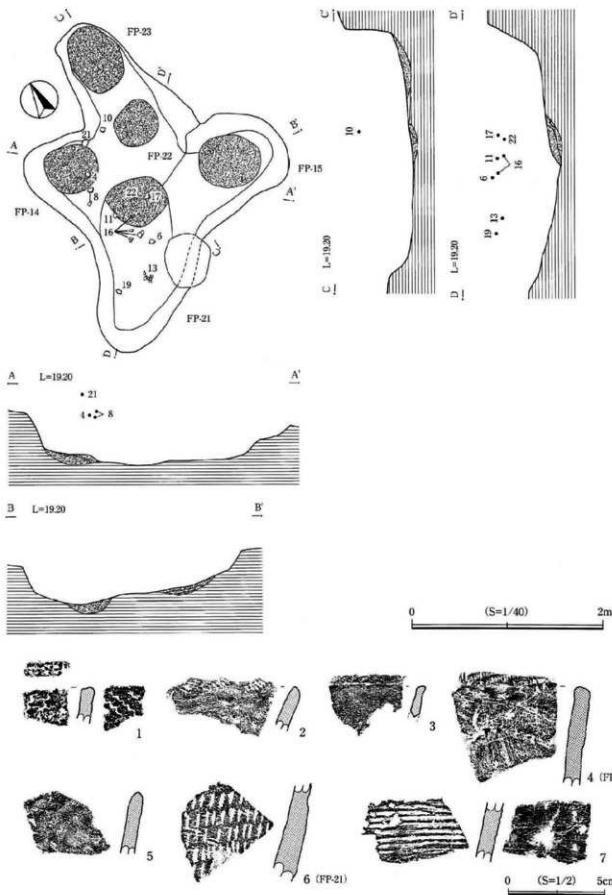 C'
FP-23
D'
10
21
4
8
FP-14
A
B
FP-22
22
17
11
16
6
13
19
FP-21
D
C
B'
FP-15
A'
C'
10
L=19.20
C
D'
17
22
11
16
6
13
19
L=19.20
D
A L=19.20 A'
21
4
8
B L=19.20 B'
0 (S=1/40) 2m
1
2
3
4
5
6 (FP-21)
7
0 (S=1/2) 5cm